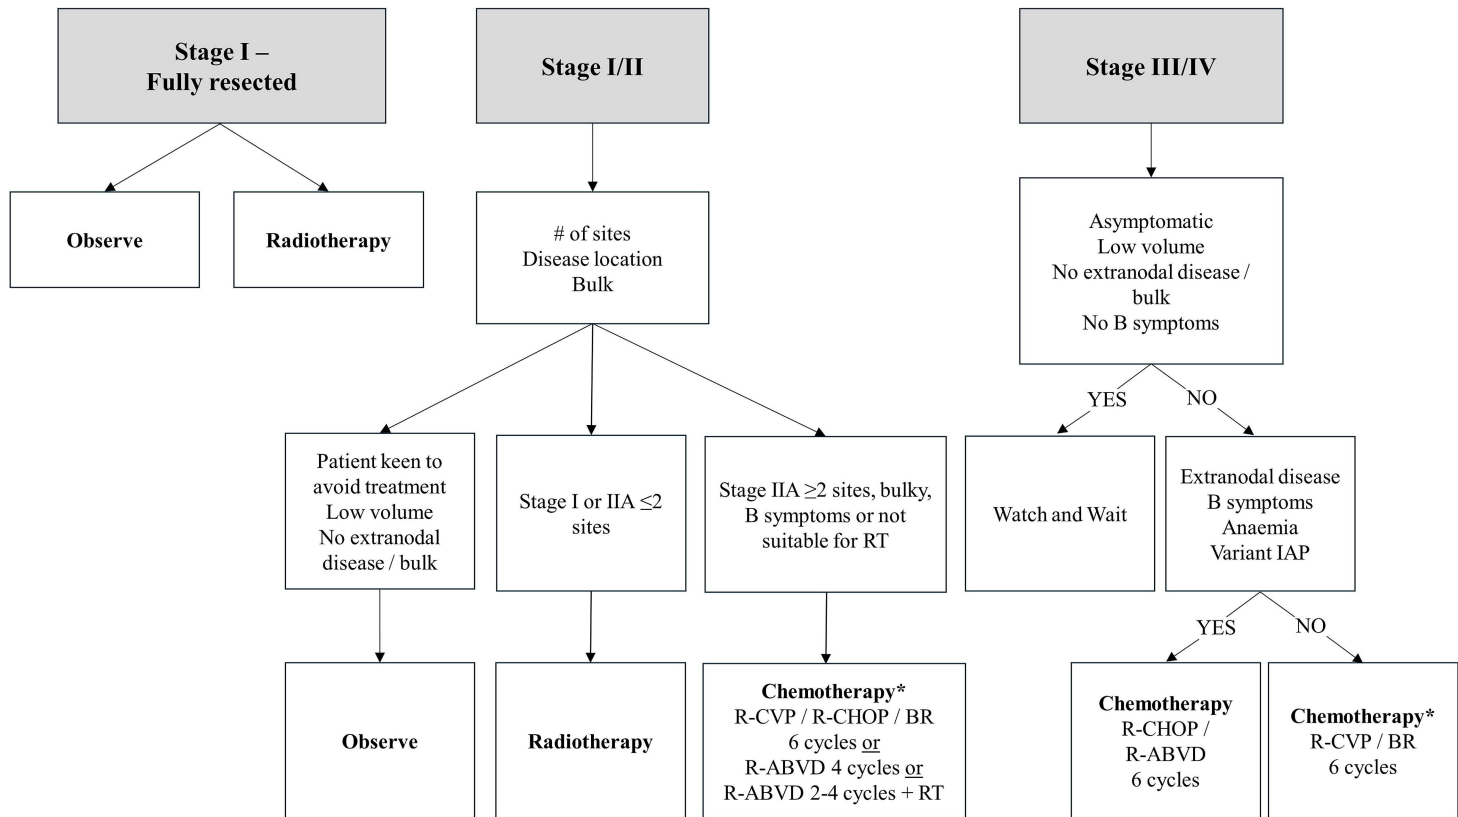 Stage I –
Fully resected
Observe
Radiotherapy
Stage I/II
# of sites
Disease location
Bulk
Patient keen to
avoid treatment
Low volume
No extranodal
disease / bulk
Stage I or IIA ≤2
sites
Stage IIA ≥2 sites, bulky,
B symptoms or not
suitable for RT
Observe
Radiotherapy
Chemotherapy*
R-CVP / R-CHOP / BR
6 cycles or
R-ABVD 4 cycles or
R-ABVD 2-4 cycles + RT
Stage III/IV
Asymptomatic
Low volume
No extranodal disease /
bulk
No B symptoms
YES
NO
Watch and Wait
Extranodal disease
B symptoms
Anaemia
Variant IAP
YES
NO
Chemotherapy
R-CHOP /
R-ABVD
6 cycles
Chemotherapy*
R-CVP / BR
6 cycles